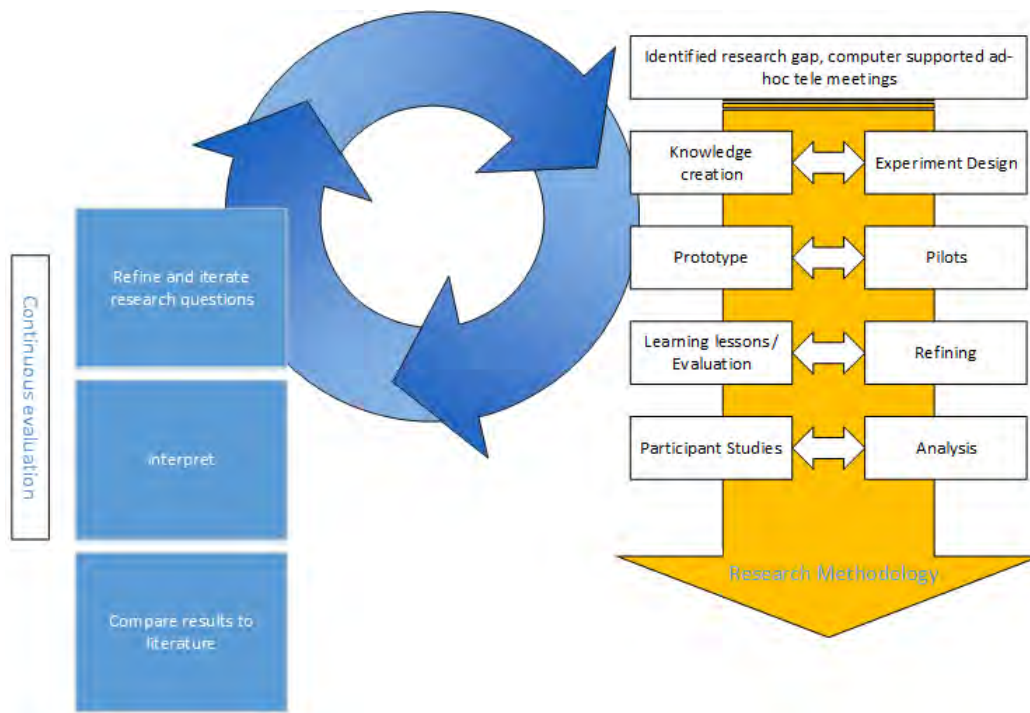 Identified research gap, computer supported ad-
hoc tele meetings
Knowledge
creation
Experiment Design
Prototype
Pilots
Learning lessons/
Evaluation
Refining
Participant Studies
Analysis
Research Methodology
Continuous evaluation
Refine and iterate
research questions
interpret
Compare results to
literature